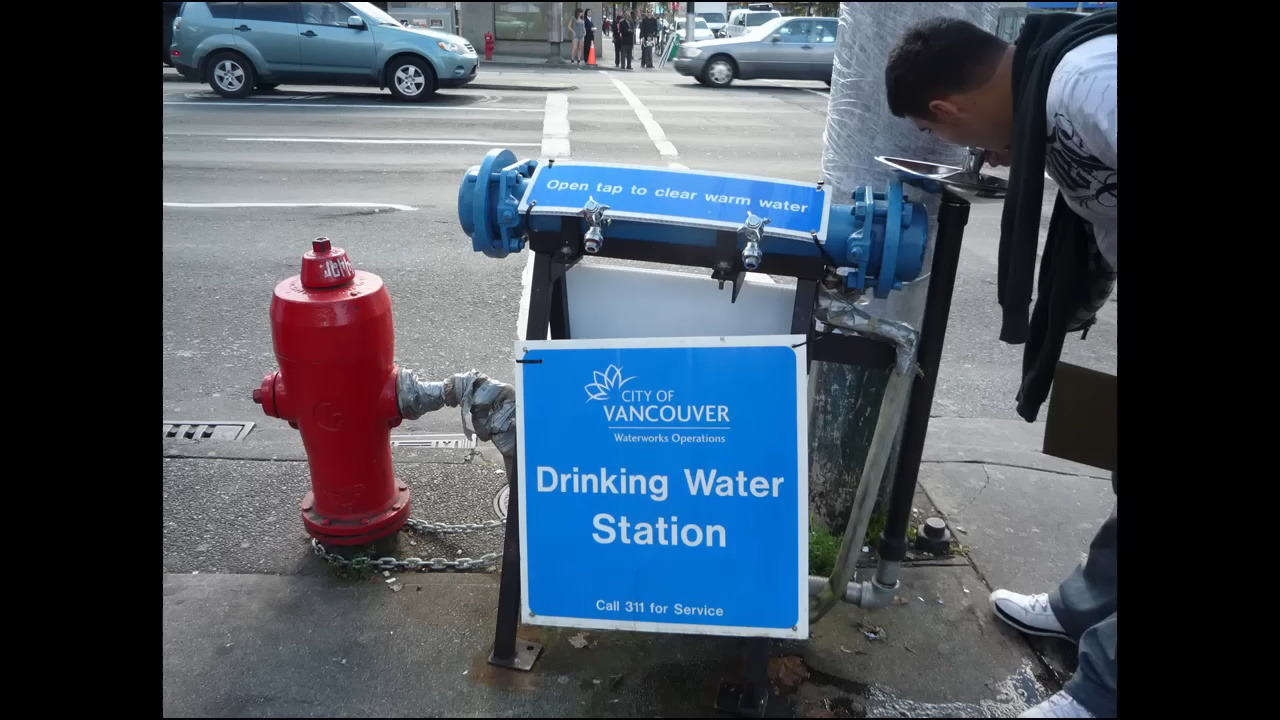 Open tap to clear warm water
CITY OF
VANCOUVER
Waterworks Operations
Drinking Water
Station
Call 311 for Service